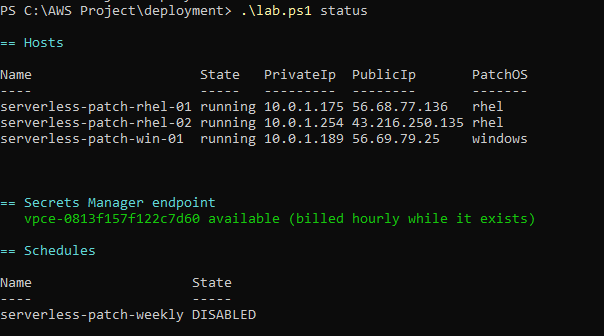 PS C:\AWS Project\deployment> .\lab.ps1 status
== Hosts
Name                     State   PrivateIp  PublicIp       PatchOS
----                     -----   ---------  --------       -------
serverless-patch-rhel-01 running 10.0.1.175 56.68.77.136   rhel
serverless-patch-rhel-02 running 10.0.1.254 43.216.250.135 rhel
serverless-patch-win-01  running 10.0.1.189 56.69.79.25    windows
== Secrets Manager endpoint
   vpce-0813f157f122c7d60 available (billed hourly while it exists)
== Schedules
Name                    State
----                    -----
serverless-patch-weekly DISABLED